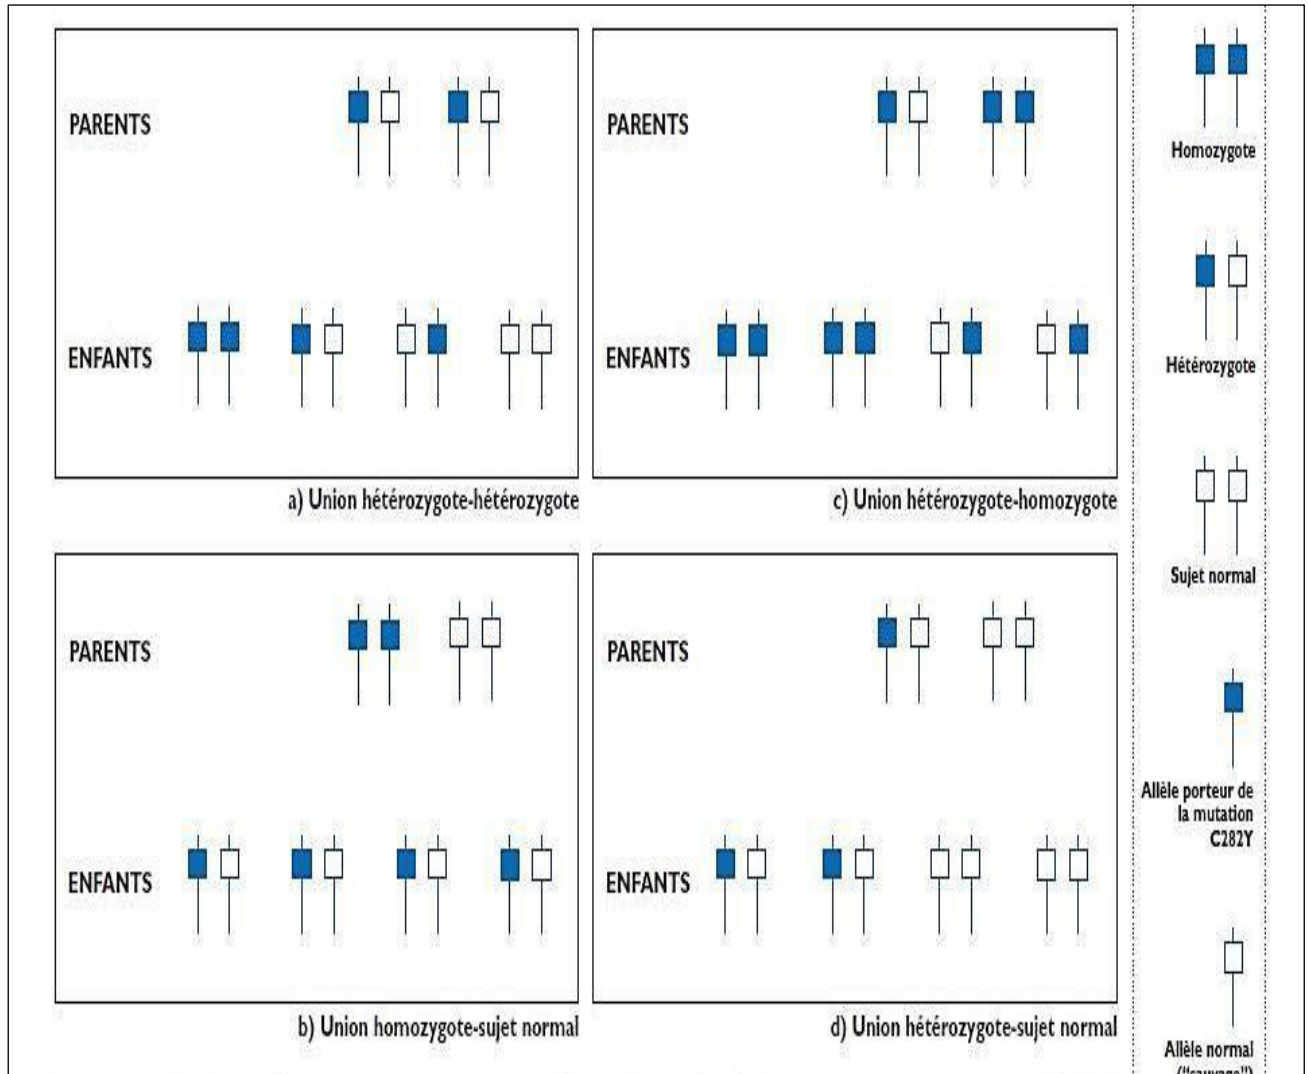 PARENTS
ENFANTS
a) Union hétérozygote-hétérozygote
PARENTS
ENFANTS
c) Union hétérozygote-homozygote
PARENTS
ENFANTS
b) Union homozygote-sujet normal
PARENTS
ENFANTS
d) Union hétérozygote-sujet normal
Homozygote
Hétérozygote
Sujet normal
Allèle porteur de
la mutation
C282Y
Allèle normal
("sauvage")